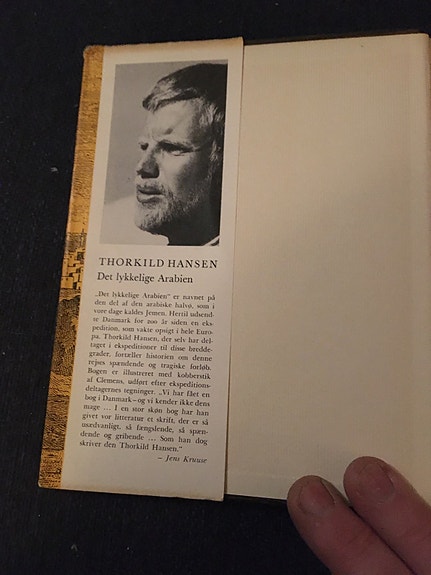 THORKILD HANSEN
Det lykkelige Arabien
„Det lykkelige Arabien“ er navnet på
den del af den arabiske halvø, som i
vore dage kaldes Jemen. Hertil udsend-
te Danmark for 200 år siden en eks-
pedition, som vakte opsigt i hele Euro-
pa. Thorkild Hansen, der selv har del-
taget i ekspeditioner til disse bredde-
grader, fortæller historien om denne
rejses spændende og tragiske forløb.
Bogen er illustreret med kobberstik
af Clemens, udført efter ekspeditions-
deltagernes tegninger. „Vi har fået en
bog i Danmark – og vi kender ikke dens
mage ... I en stor skøn bog har han
givet vor litteratur et skrift, der er så
usædvanligt, så fængslende, så spæn-
dende og gribende ... Som han dog
skriver den Thorkild Hansen.“
– Jens Kruuse